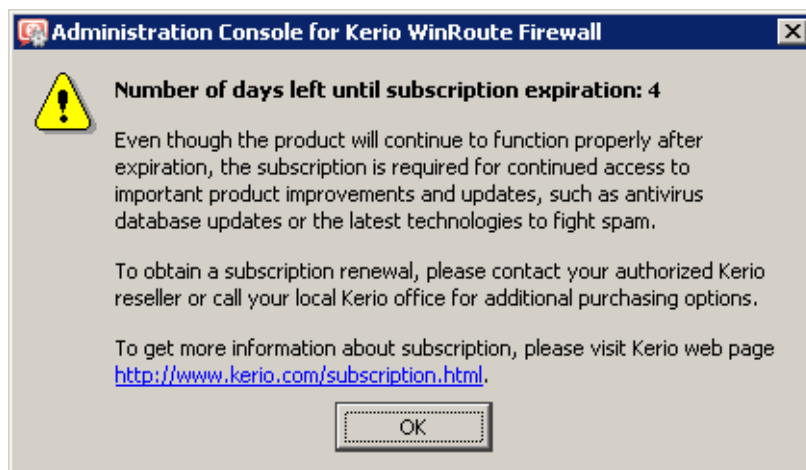 Administration Console for Kerio WinRoute Firewall
Number of days left until subscription expiration: 4
Even though the product will continue to function properly after
expiration, the subscription is required for continued access to
important product improvements and updates, such as antivirus
database updates or the latest technologies to fight spam.
To obtain a subscription renewal, please contact your authorized Kerio
reseller or call your local Kerio office for additional purchasing options.
To get more information about subscription, please visit Kerio web page
http://www.kerio.com/subscription.html.
OK